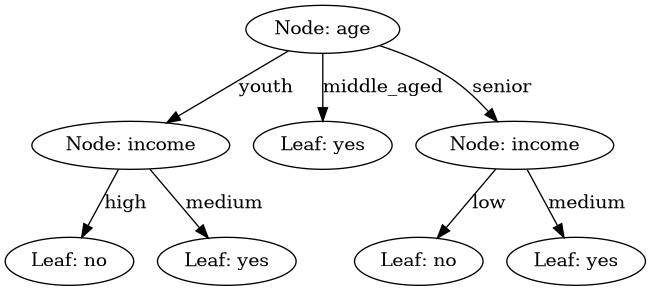 Node: age
youth
middle_aged
senior
Node: income
Leaf: yes
Node: income
high
medium
low
medium
Leaf: no
Leaf: yes
Leaf: no
Leaf: yes